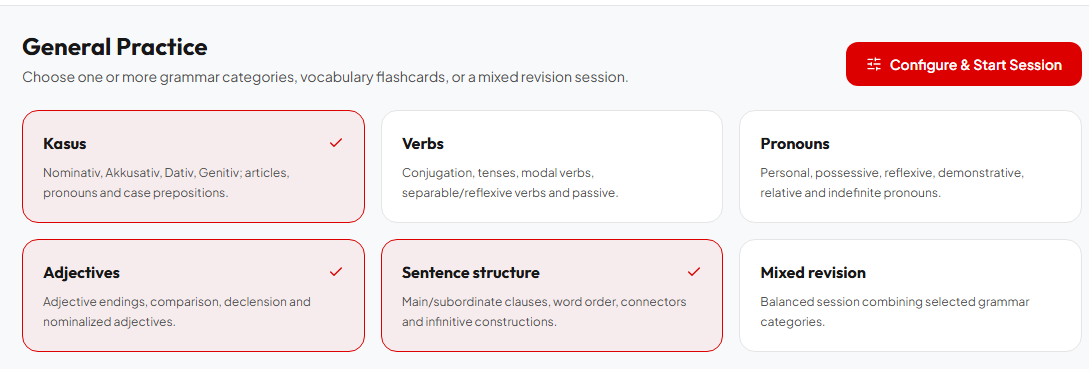 General Practice
Choose one or more grammar categories, vocabulary flashcards, or a mixed revision session.
Configure & Start Session
Kasus
Nominativ, Akkusativ, Dativ, Genitiv; articles,
pronouns and case prepositions.
Verbs
Conjugation, tenses, modal verbs,
separable/reflexive verbs and passive.
Pronouns
Personal, possessive, reflexive, demonstrative,
relative and indefinite pronouns.
Adjectives
Adjective endings, comparison, declension and
nominalized adjectives.
Sentence structure
Main/subordinate clauses, word order, connectors
and infinitive constructions.
Mixed revision
Balanced session combining selected grammar
categories.